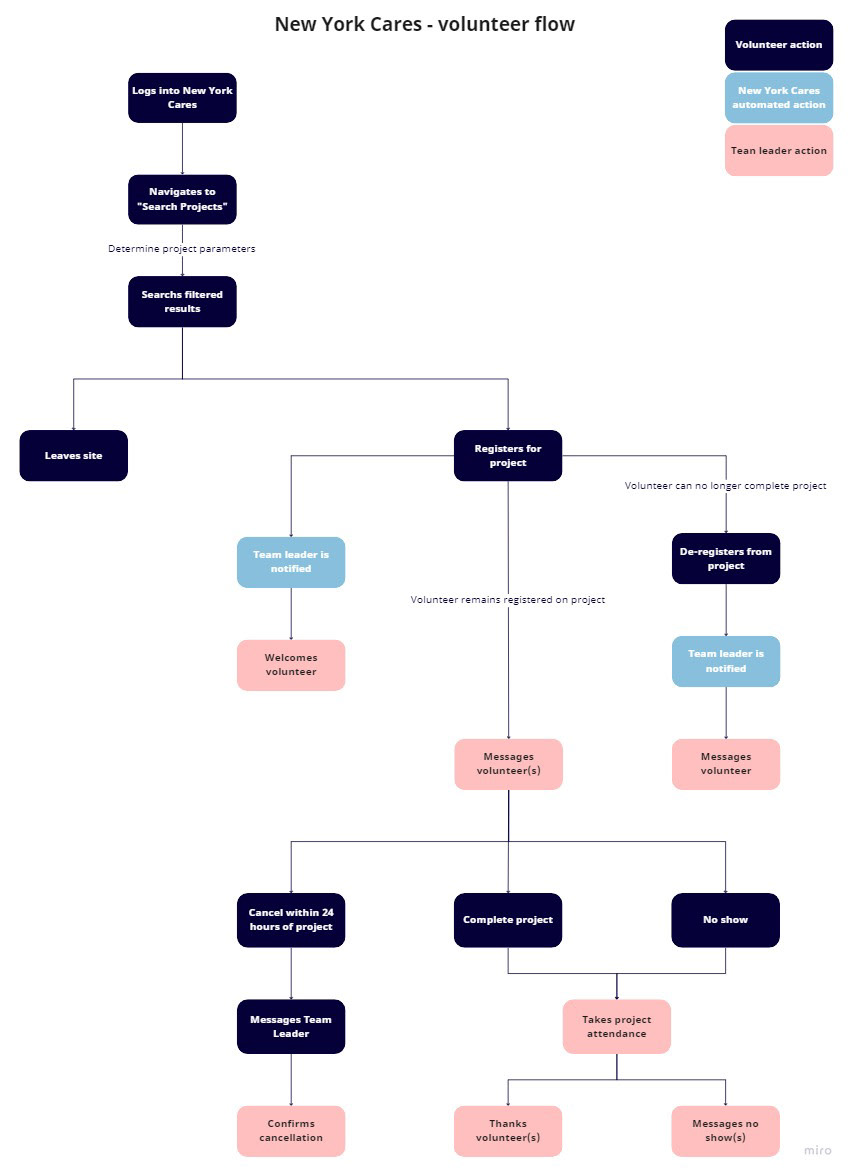 New York Cares - volunteer flow
Volunteer action
New York Cares
automated action
Tean leader action
Logs into New York
Cares
Navigates to
"Search Projects"
Determine project parameters
Searchs filtered
results
Leaves site
Registers for
project
Volunteer can no longer complete project
Team leader is
notified
De-registers from
project
Volunteer remains registered on project
Welcomes
volunteer
Team leader is
notified
Messages
volunteer(s)
Messages
volunteer
Cancel within 24
hours of project
Complete project
No show
Messages Team
Leader
Takes project
attendance
Confirms
cancellation
Thanks
volunteer(s)
Messages no
show(s)
miro